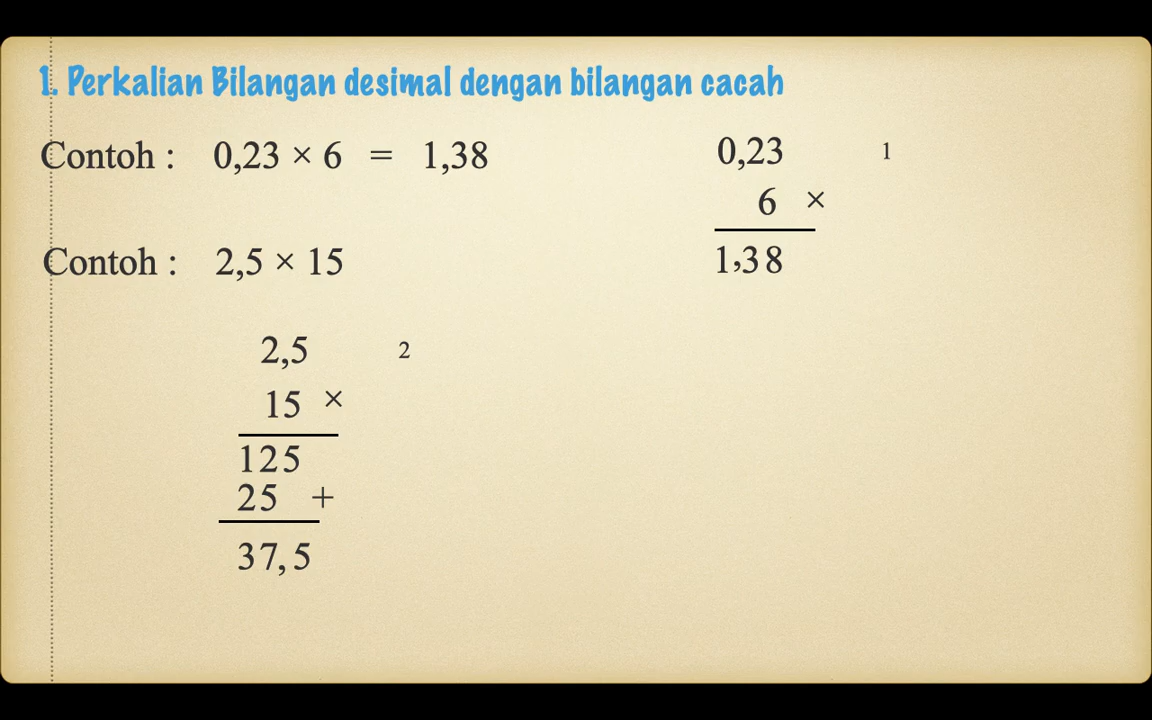 1. Perkalian Bilangan desimal dengan bilangan cacah
Contoh : 0,23 × 6 = 1,38
0,23 1
6 ×
1,38
Contoh : 2,5 × 15
2,5 2
15 ×
125
25 +
37,5